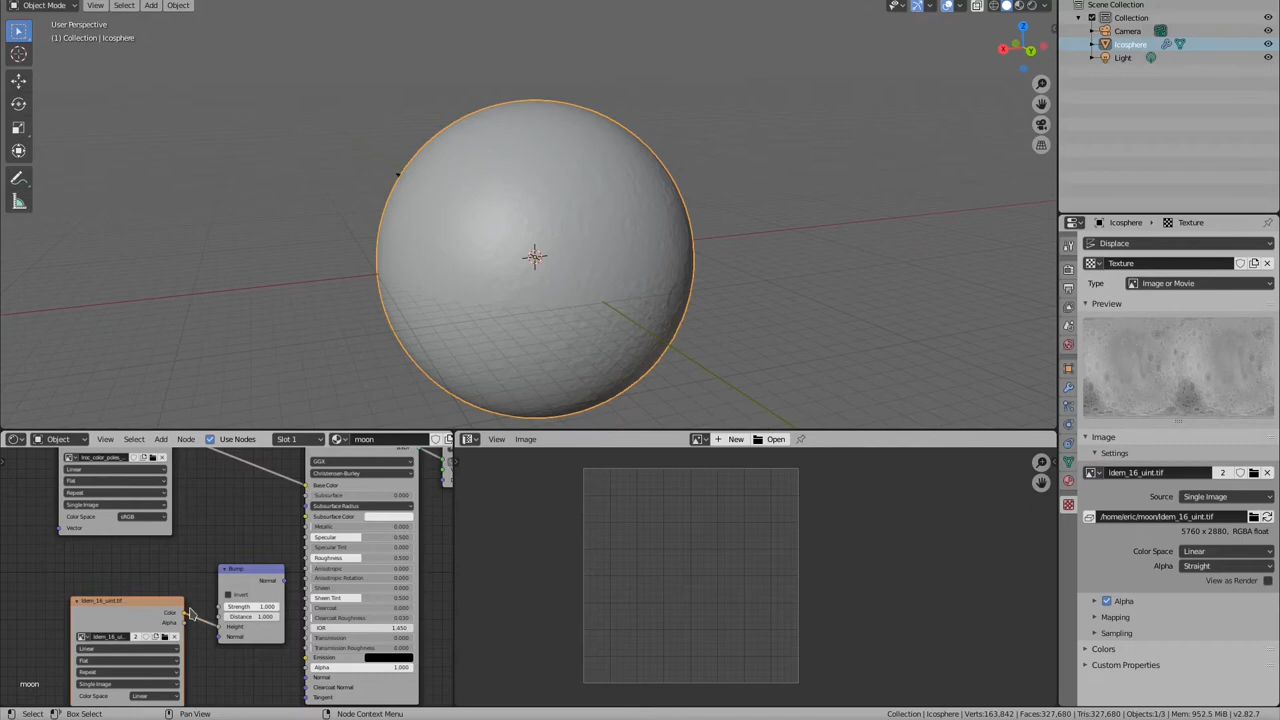 Object Mode
View
Select
Add
Object
User Perspective
(1) Collection | Icosphere
Z
X
Y
Scene Collection
Collection
Camera
Icosphere
Light
Icosphere
Texture
Displace
Texture
Type
Image or Movie
Preview
Image
Settings
ldem_16_uint.tif
2
Source
Single Image
/home/eric/moon/ldem_16_uint.tif
5760 x 2880, RGBA float
Color Space
Linear
Alpha
Straight
View as Render
Alpha
Mapping
Sampling
Colors
Custom Properties
Object
View
Select
Add
Node
Use Nodes
Slot 1
moon
View
Image
New
Open
lroc_color_poles_
Linear
Flat
Repeat
Single Image
Color Space
sRGB
Vector
ldem_16_uint.tif
Color
Alpha
ldem_16_ui..
2
Linear
Flat
Repeat
Single Image
Color Space
Linear
Bump
Normal
Invert
Strength 1.000
Distance 1.000
Height
Normal
GGX
Christensen-Burley
Base Color
Subsurface 0.000
Subsurface Radius
Subsurface Color
Metallic 0.000
Specular 0.500
Specular Tint 0.000
Roughness 0.500
Anisotropic 0.000
Anisotropic Rotation 0.000
Sheen 0.000
Sheen Tint 0.500
Clearcoat 0.000
Clearcoat Roughness 0.030
IOR 1.450
Transmission 0.000
Transmission Roughness 0.000
Emission
Alpha 1.000
Normal
Clearcoat Normal
Tangent
moon
Select
Box Select
Pan View
Node Context Menu
Collection | Icosphere | Verts:163,842 | Faces:327,680 | Tris:327,680 | Objects:1/3 | Mem: 952.5 MiB | v2.82.7